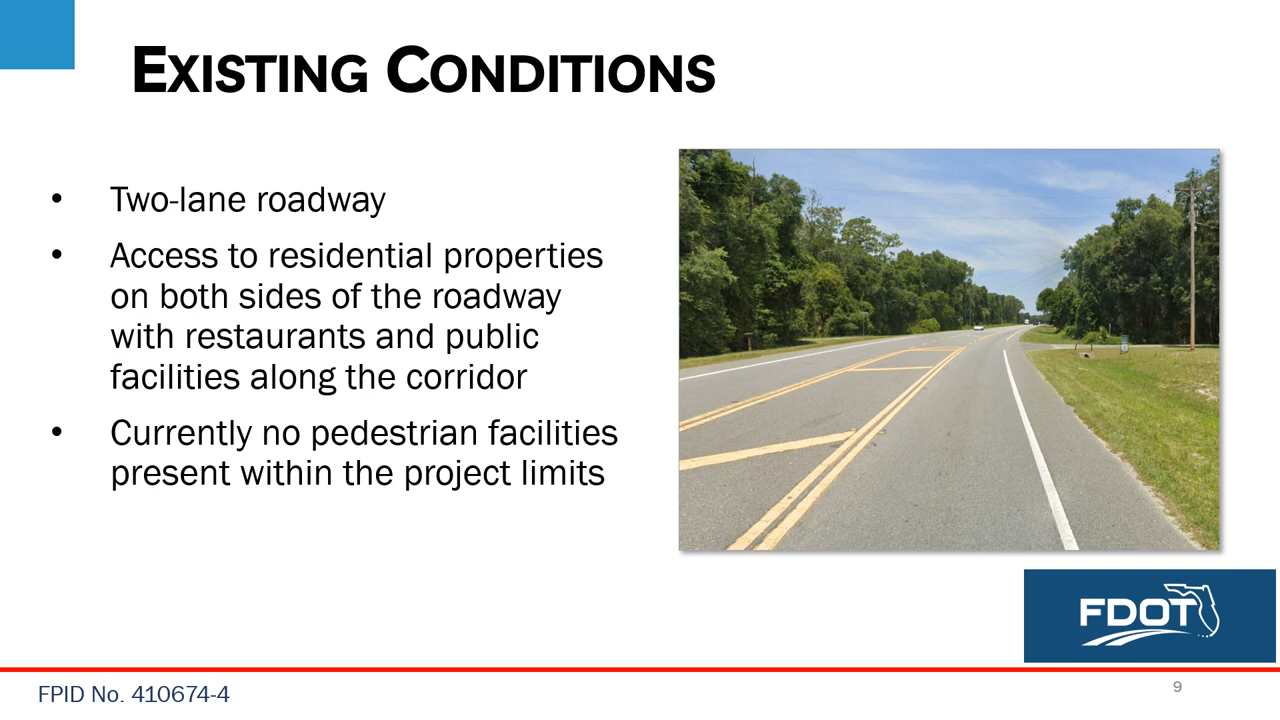 EXISTING CONDITIONS
• Two-lane roadway
• Access to residential properties
on both sides of the roadway
with restaurants and public
facilities along the corridor
• Currently no pedestrian facilities
present within the project limits
FDOT
FPID No. 410674-4
9